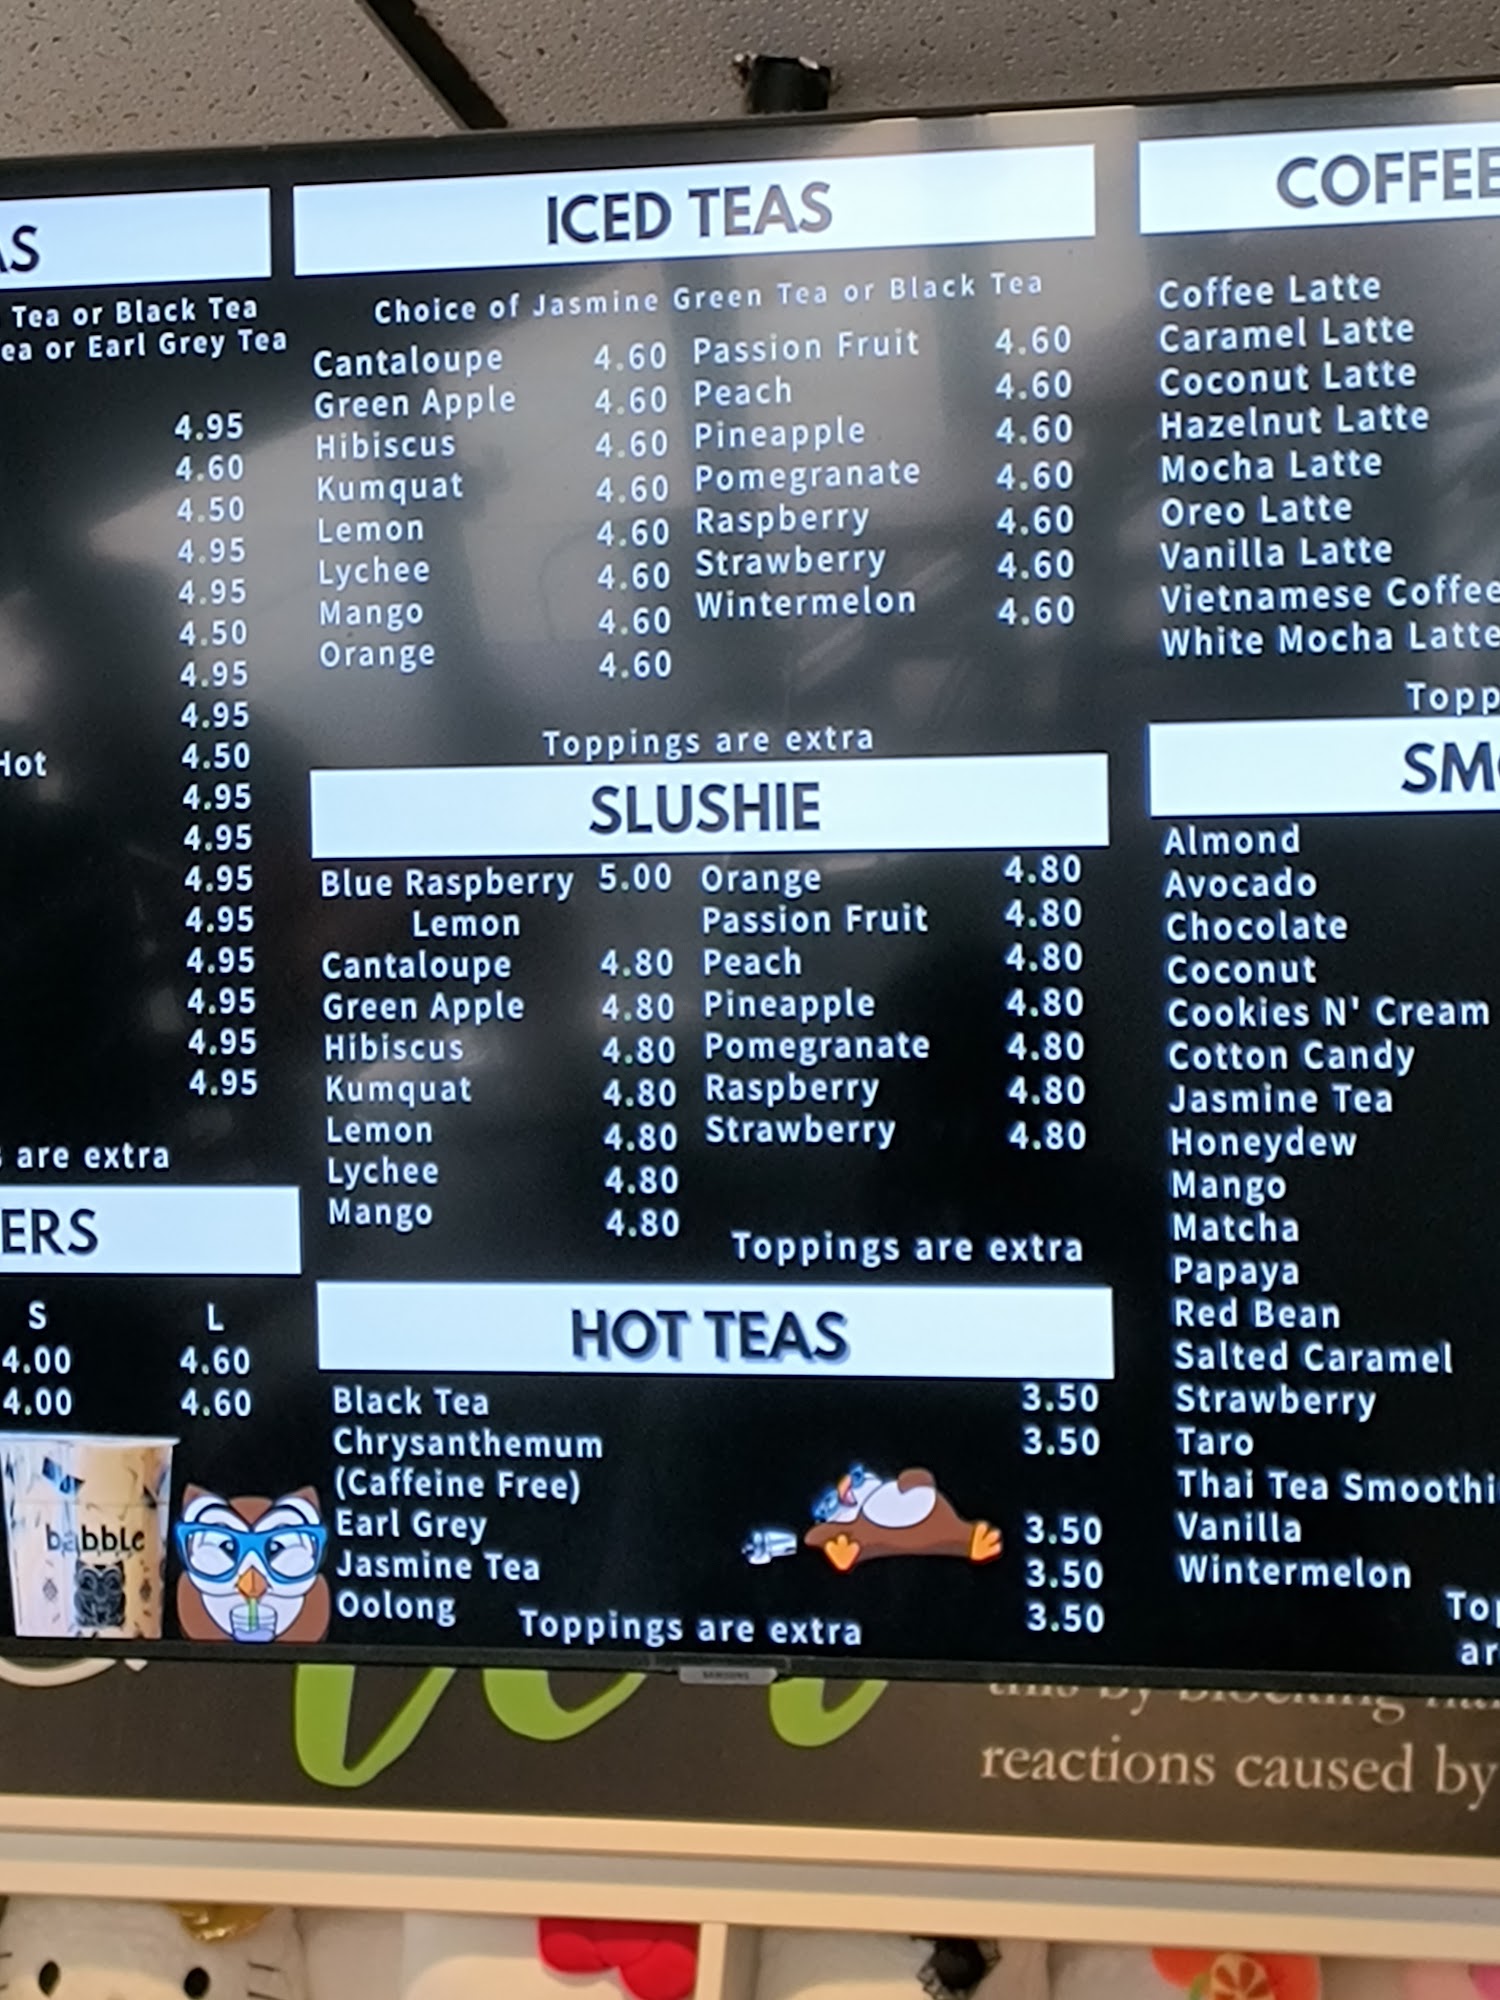 AS
Tea or Black Tea
ea or Earl Grey Tea
4.95
4.60
4.50
4.95
4.95
4.50
4.95
4.95
Hot 4.50
4.95
4.95
4.95
4.95
4.95
4.95
4.95
4.95
s are extra
ERS
S L
4.00 4.60
4.00 4.60
babble
ICED TEAS
Choice of Jasmine Green Tea or Black Tea
Cantaloupe 4.60 Passion Fruit 4.60
Green Apple 4.60 Peach 4.60
Hibiscus 4.60 Pineapple 4.60
Kumquat 4.60 Pomegranate 4.60
Lemon 4.60 Raspberry 4.60
Lychee 4.60 Strawberry 4.60
Mango 4.60 Wintermelon 4.60
Orange 4.60
Toppings are extra
SLUSHIE
Blue Raspberry 5.00 Orange 4.80
Lemon Passion Fruit 4.80
Cantaloupe 4.80 Peach 4.80
Green Apple 4.80 Pineapple 4.80
Hibiscus 4.80 Pomegranate 4.80
Kumquat 4.80 Raspberry 4.80
Lemon 4.80 Strawberry 4.80
Lychee 4.80
Mango 4.80
Toppings are extra
HOT TEAS
Black Tea 3.50
Chrysanthemum 3.50
(Caffeine Free)
Earl Grey 3.50
Jasmine Tea 3.50
Oolong 3.50
Toppings are extra
COFFEE
Coffee Latte
Caramel Latte
Coconut Latte
Hazelnut Latte
Mocha Latte
Oreo Latte
Vanilla Latte
Vietnamese Coffee
White Mocha Latte
Topp
SMO
Almond
Avocado
Chocolate
Coconut
Cookies N' Cream
Cotton Candy
Jasmine Tea
Honeydew
Mango
Matcha
Papaya
Red Bean
Salted Caramel
Strawberry
Taro
Thai Tea Smoothi
Vanilla
Wintermelon
Top
ar
SAMSUNG
this by blocking
reactions caused by